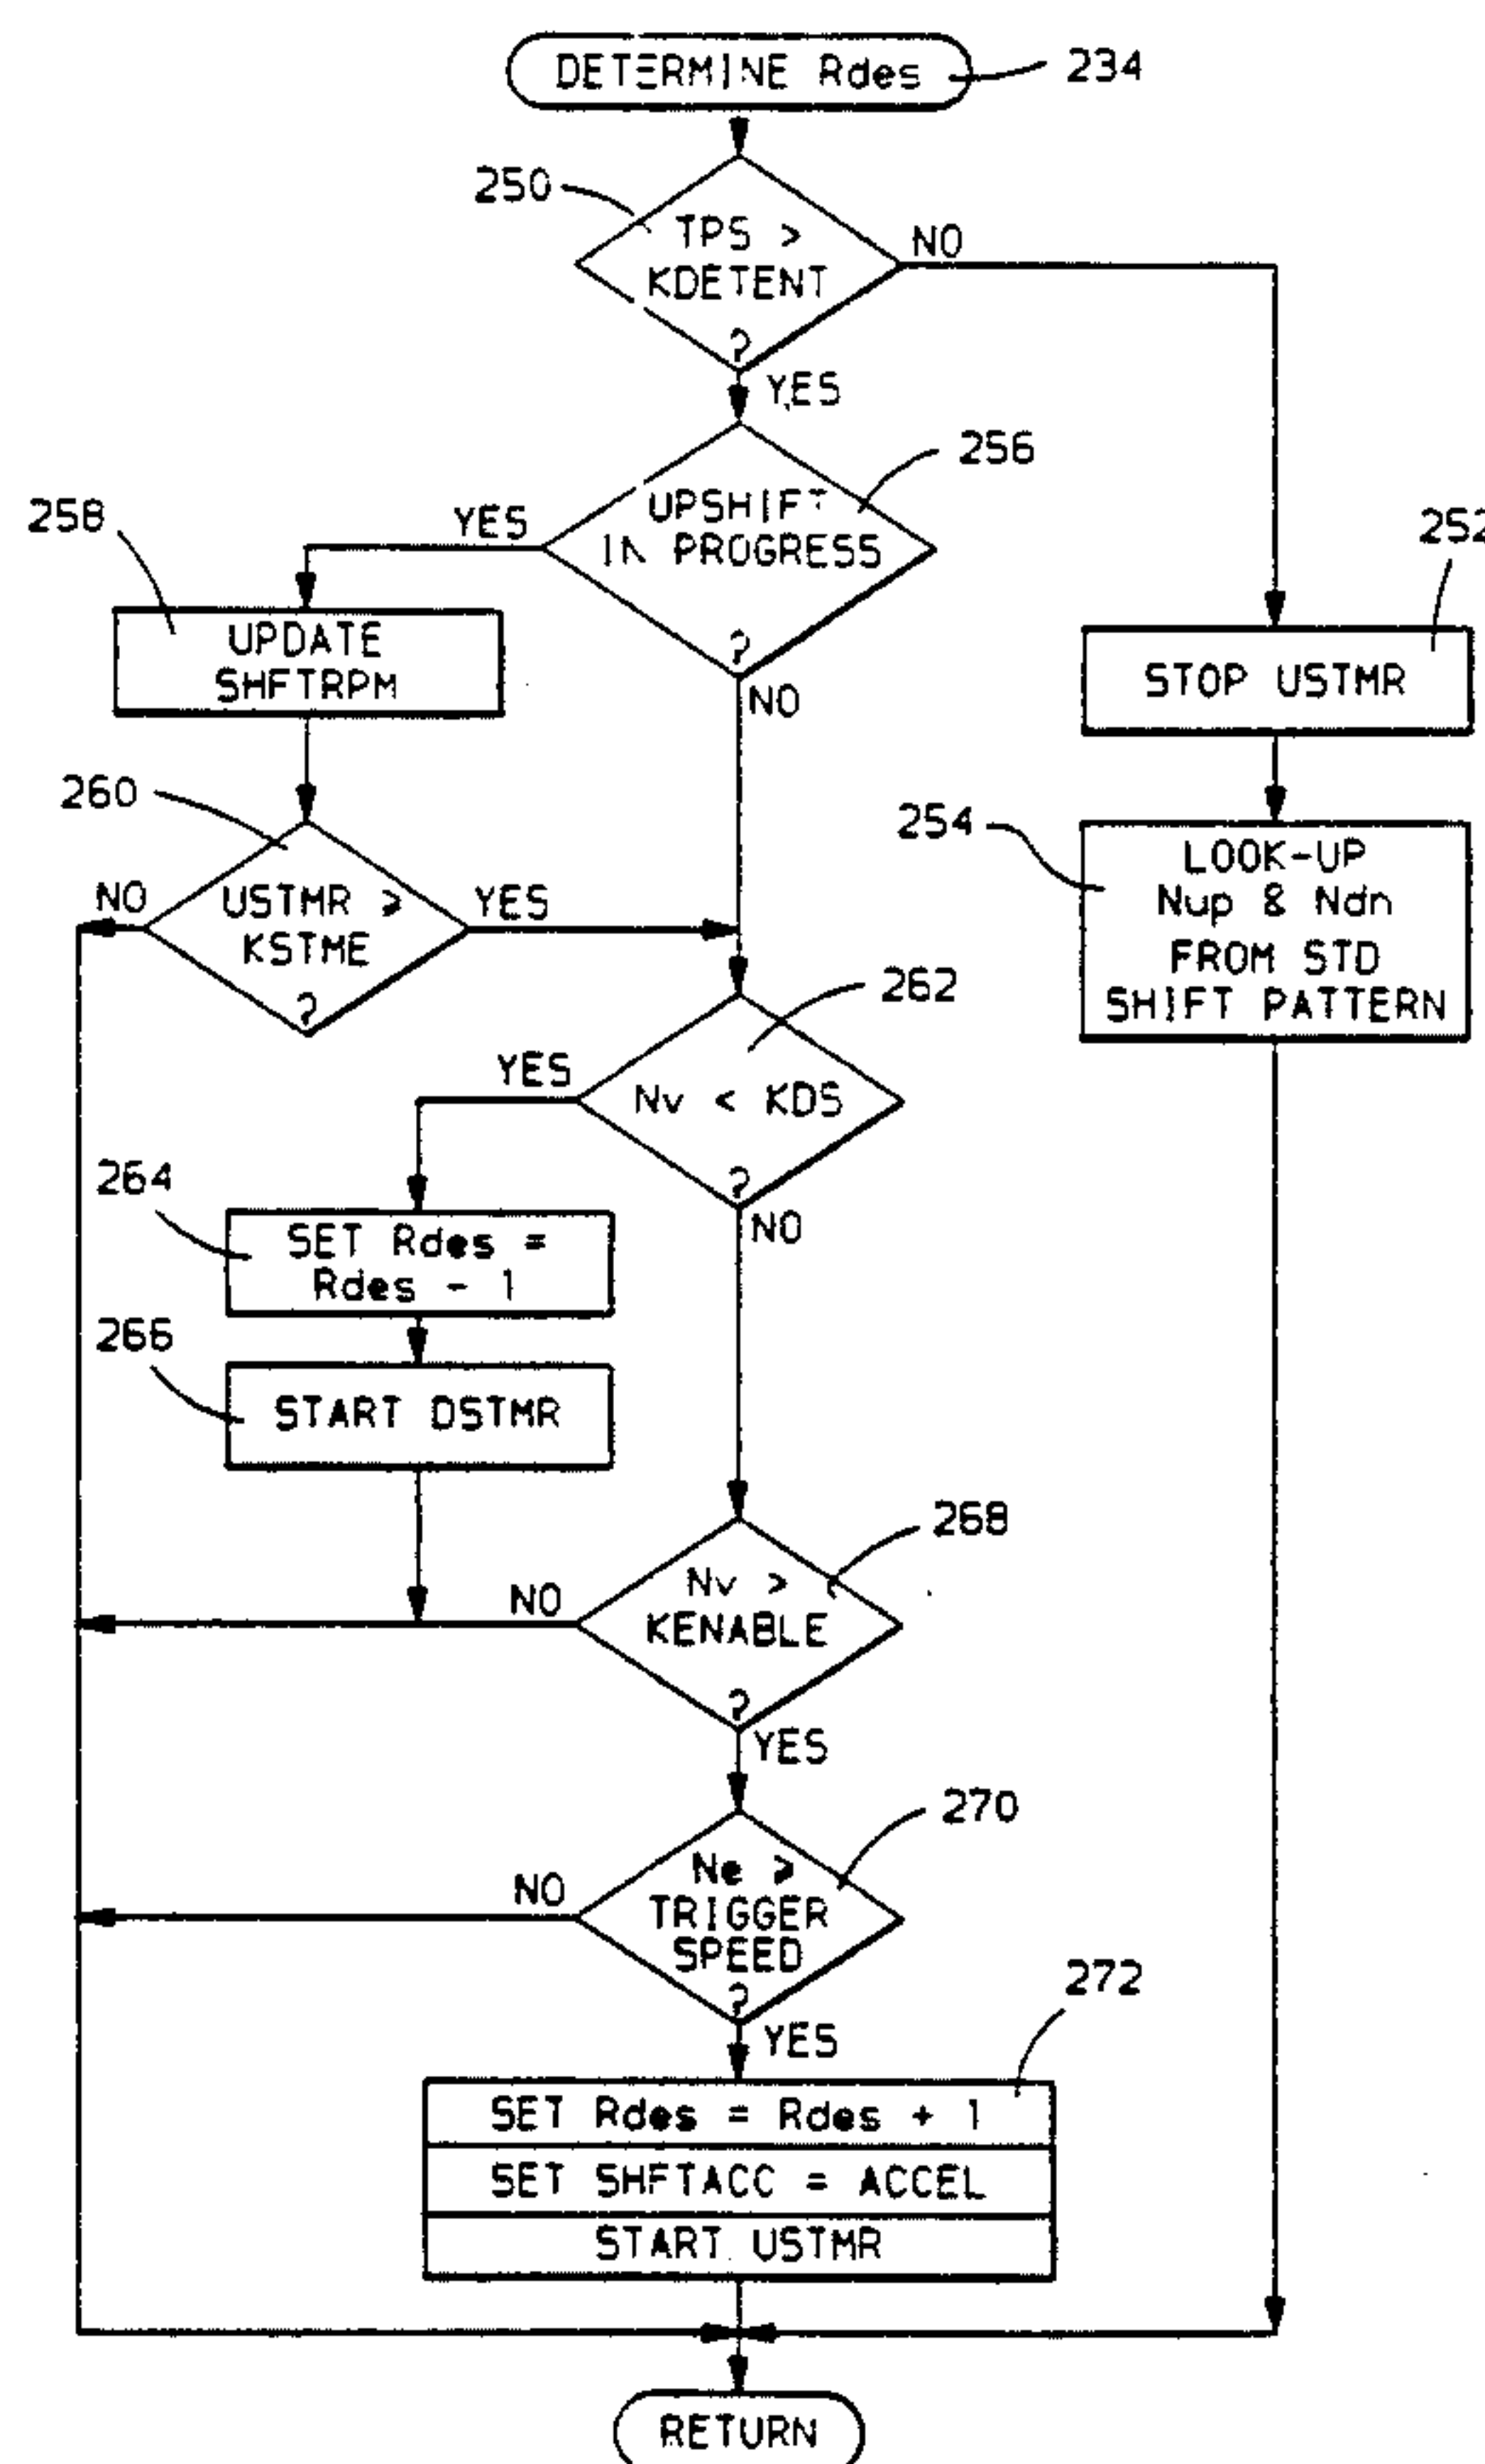 DETERMINE Rdes
234
250
TPS >
KDETENT
?
NO
YES
256
UPSHIFT
IN PROGRESS
?
YES
NO
258
UPDATE
SHFTRPM
252
STOP USTMR
260
USTMR ⩾
KSTME
?
NO
YES
254
LOOK-UP
Nup & Ndn
FROM STD
SHIFT PATTERN
262
Nv < KDS
?
YES
NO
264
SET Rdes =
Rdes - 1
266
START DSTMR
268
Nv >
KENABLE
?
NO
YES
270
Ne ⩾
TRIGGER
SPEED
?
NO
YES
272
SET Rdes = Rdes + 1
SET SHFTACC = ACCEL
START USTMR
RETURN